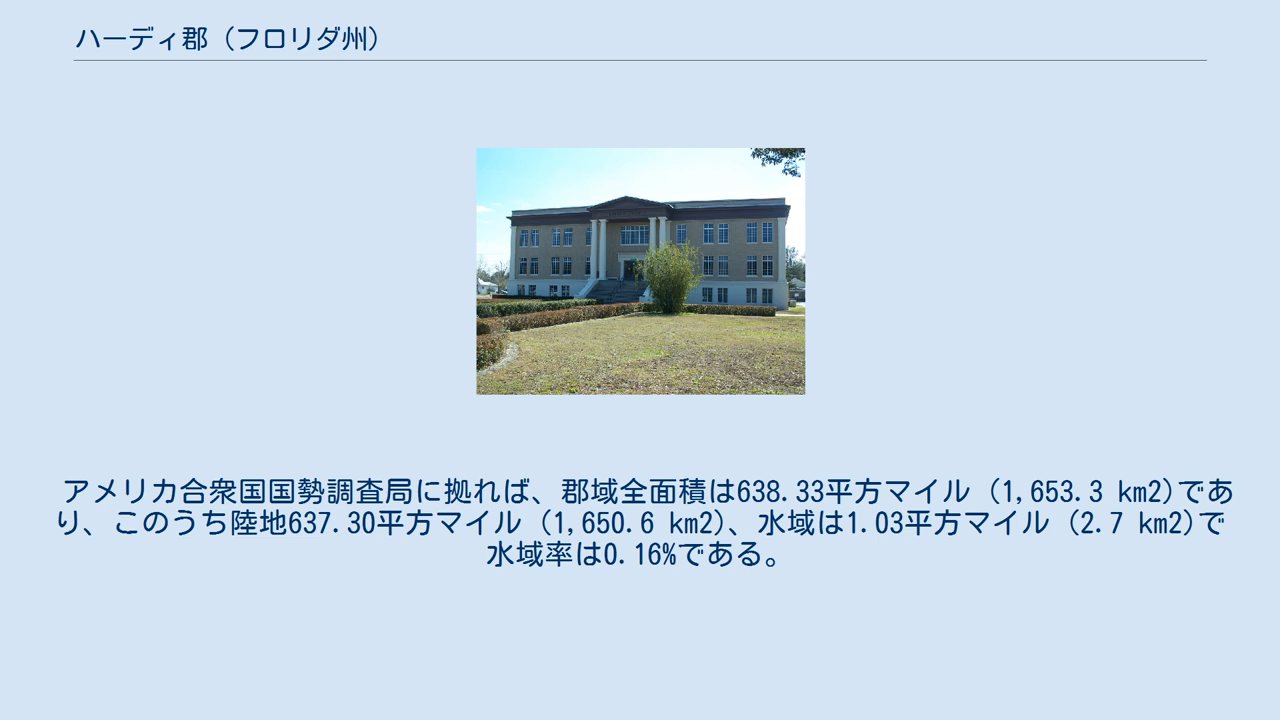 ハーディ郡（フロリダ州）
アメリカ合衆国国勢調査局に拠れば、郡域全面積は638.33平方マイル (1,653.3 km2)であ
り、このうち陸地637.30平方マイル (1,650.6 km2)、水域は1.03平方マイル (2.7 km2)で
水域率は0.16%である。